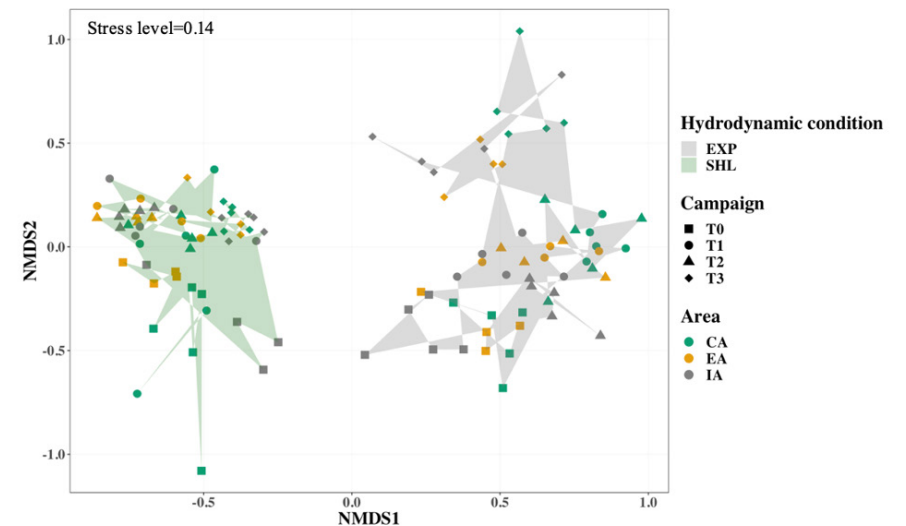 Stress level=0.14
1.0
0.5
0.0
-0.5
-1.0
NMDS2
-0.5
0.0
0.5
1.0
NMDS1
Hydrodynamic condition
EXP
SHL
Campaign
T0
T1
T2
T3
Area
CA
EA
IA